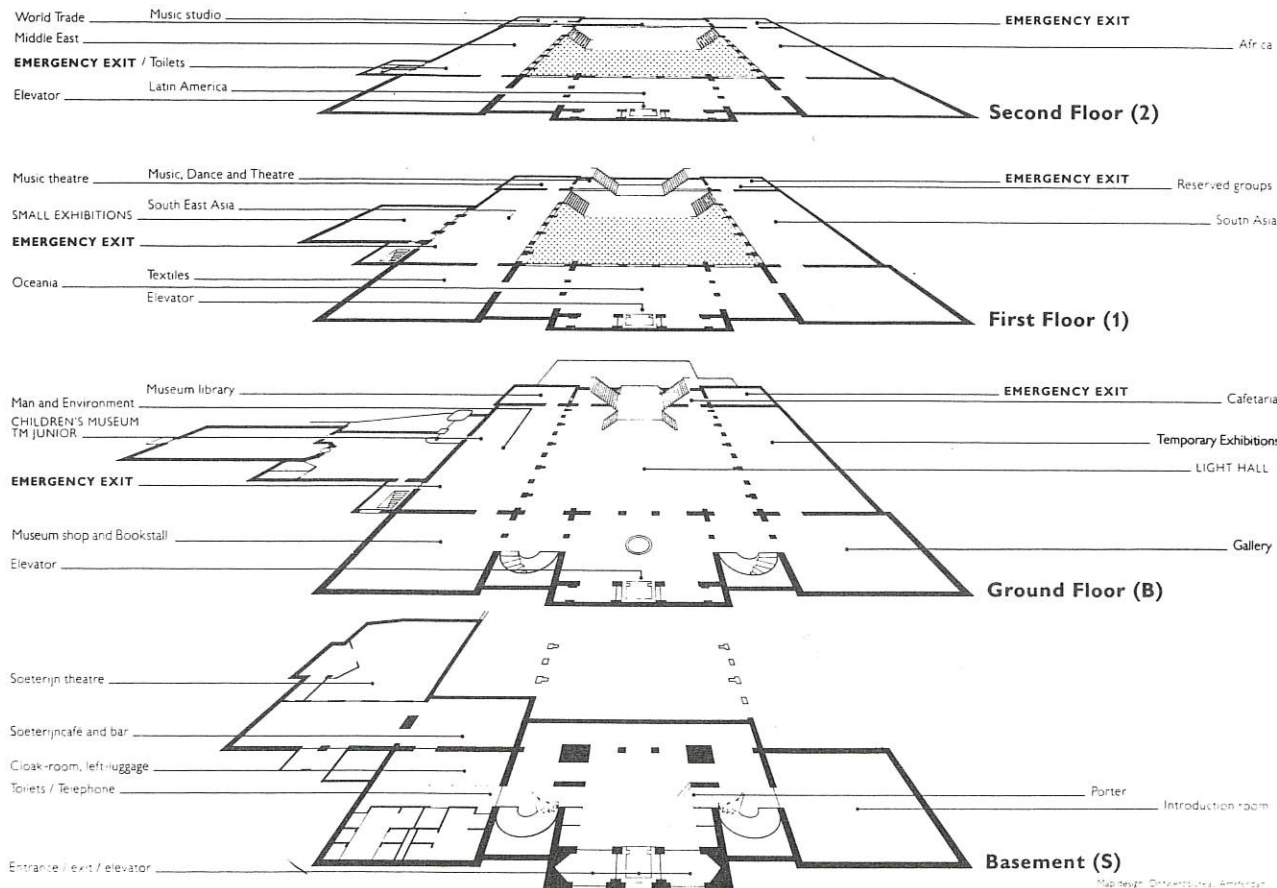 World Trade
Music studio
EMERGENCY EXIT
Middle East
Africa
EMERGENCY EXIT / Toilets
Latin America
Elevator
Second Floor (2)
Music theatre
Music, Dance and Theatre
EMERGENCY EXIT
Reserved groups
South East Asia
SMALL EXHIBITIONS
South Asia
EMERGENCY EXIT
Textiles
Oceania
Elevator
First Floor (1)
Museum library
EMERGENCY EXIT
Man and Environment
Cafetaria
CHILDREN'S MUSEUM
TM JUNIOR
Temporary Exhibitions
LIGHT HALL
EMERGENCY EXIT
Museum shop and Bookstall
Gallery
Elevator
Ground Floor (B)
Soeterijn theatre
Soeterijncafé and bar
Cloak-room, left-luggage
Toilets / Telephone
Porter
Introduction room
Entrance / exit / elevator
Basement (S)
Map design: Amsterdam